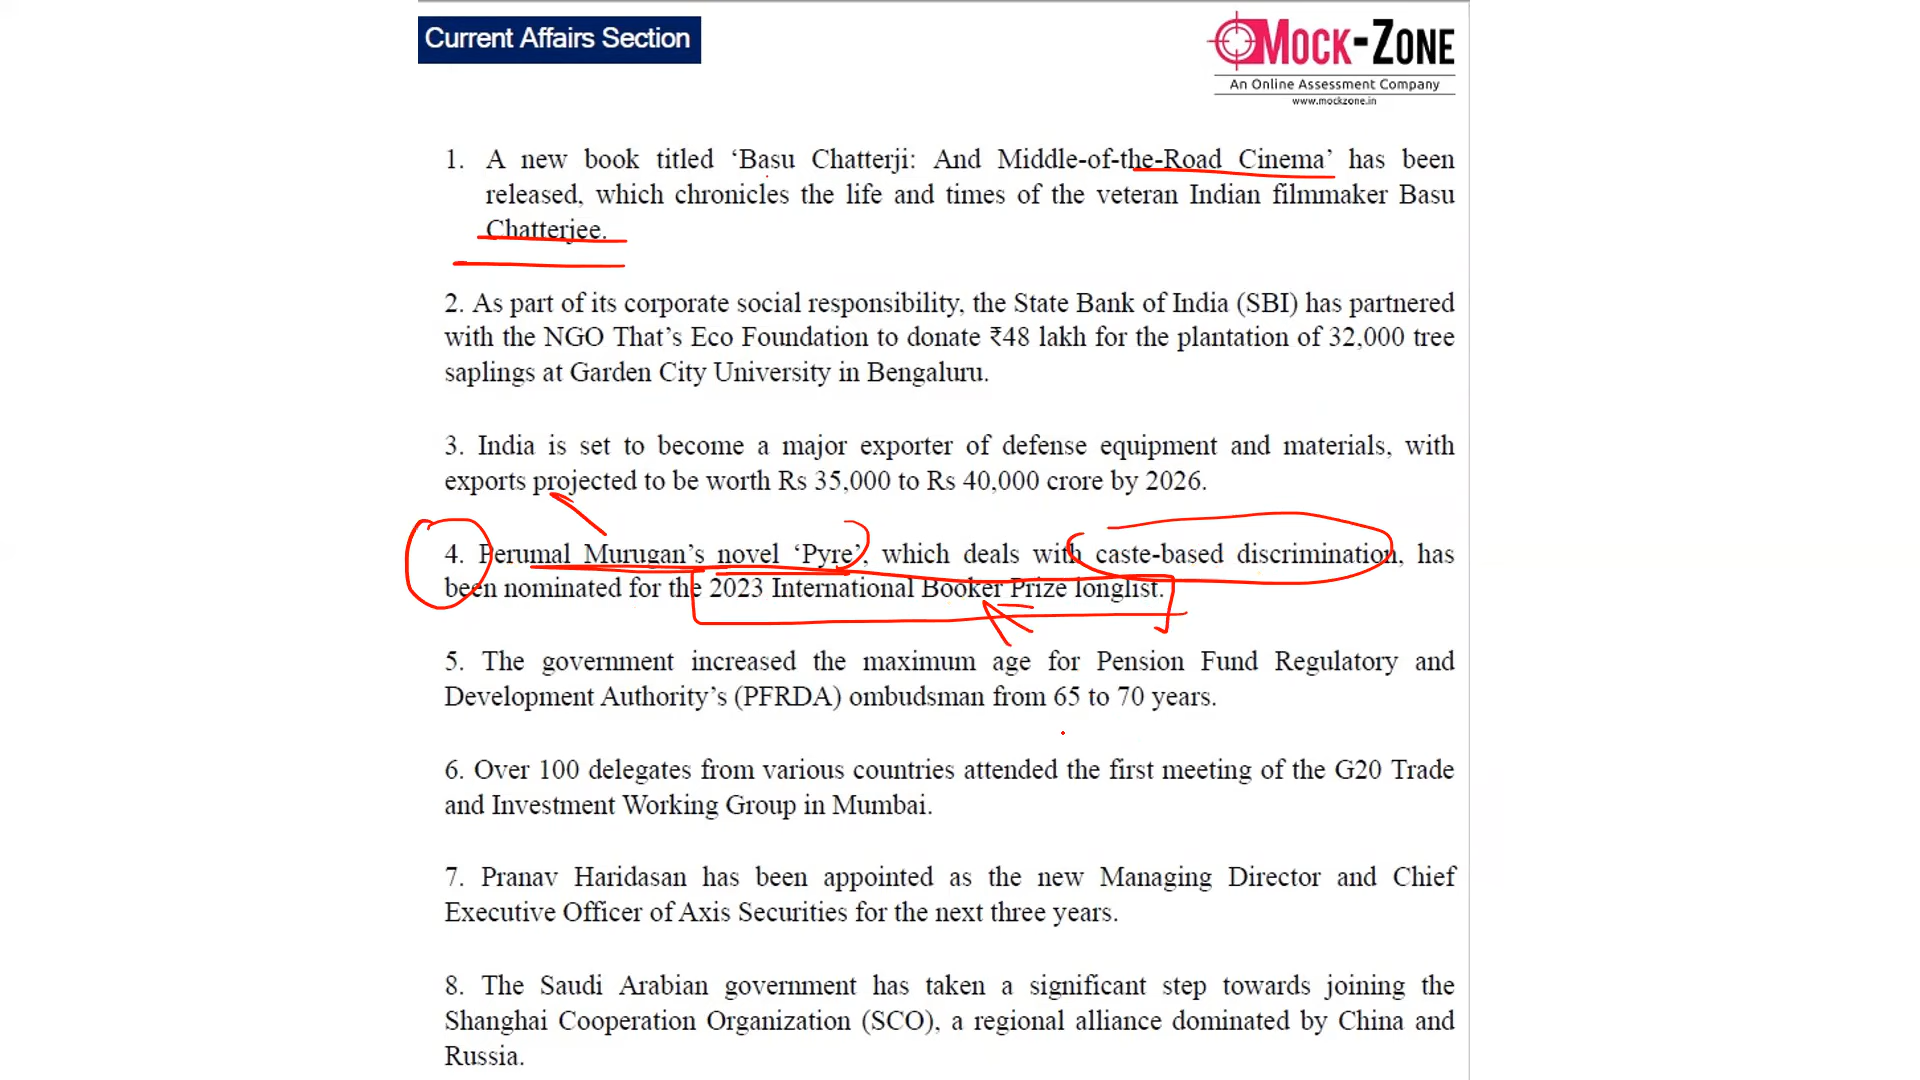 Current Affairs Section
MOCK-ZONE
An Online Assessment Company
www.mockzone.in
1. A new book titled ‘Basu Chatterji: And Middle-of-the-Road Cinema’ has been
released, which chronicles the life and times of the veteran Indian filmmaker Basu
Chatterjee.
2. As part of its corporate social responsibility, the State Bank of India (SBI) has partnered
with the NGO That’s Eco Foundation to donate ₹48 lakh for the plantation of 32,000 tree
saplings at Garden City University in Bengaluru.
3. India is set to become a major exporter of defense equipment and materials, with
exports projected to be worth Rs 35,000 to Rs 40,000 crore by 2026.
4. Perumal Murugan’s novel ‘Pyre’, which deals with caste-based discrimination, has
been nominated for the 2023 International Booker Prize longlist.
5. The government increased the maximum age for Pension Fund Regulatory and
Development Authority’s (PFRDA) ombudsman from 65 to 70 years.
6. Over 100 delegates from various countries attended the first meeting of the G20 Trade
and Investment Working Group in Mumbai.
7. Pranav Haridasan has been appointed as the new Managing Director and Chief
Executive Officer of Axis Securities for the next three years.
8. The Saudi Arabian government has taken a significant step towards joining the
Shanghai Cooperation Organization (SCO), a regional alliance dominated by China and
Russia.